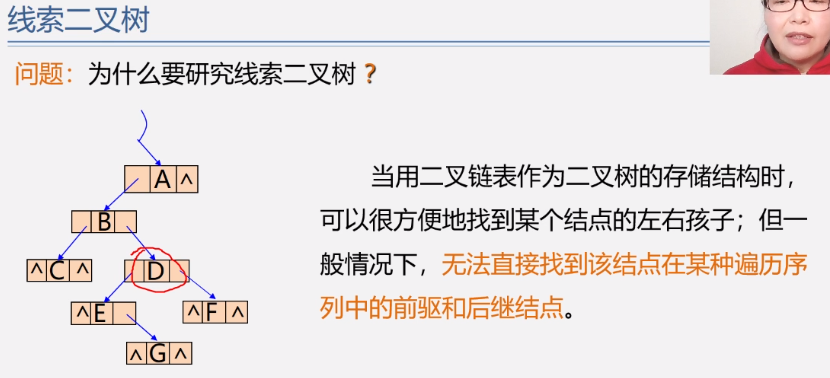 线索二叉树
问题：为什么要研究线索二叉树？
当用二叉链表作为二叉树的存储结构时，
可以很方便地找到某个结点的左右孩子；但一
般情况下，无法直接找到该结点在某种遍历序
列中的前驱和后继结点。
A ^
B
^ C ^
D
^ E
^ F ^
^ G ^